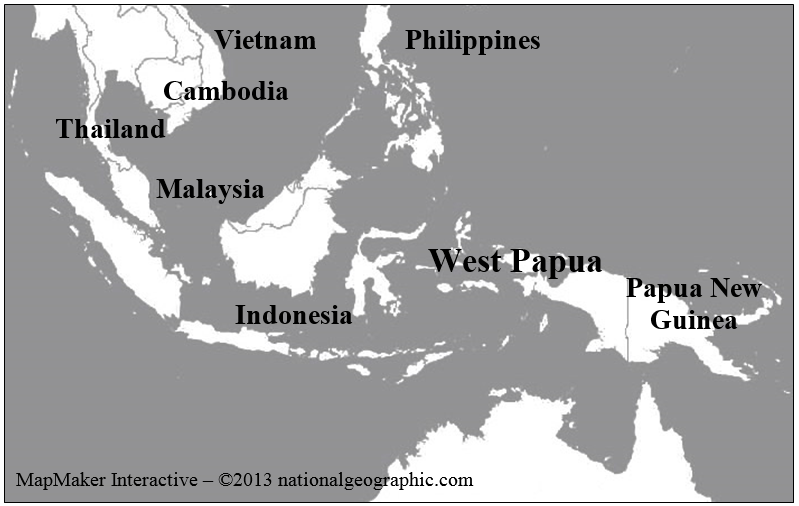 Vietnam
Philippines
Cambodia
Thailand
Malaysia
West Papua
Papua New
Guinea
Indonesia
MapMaker Interactive – ©2013 nationalgeographic.com